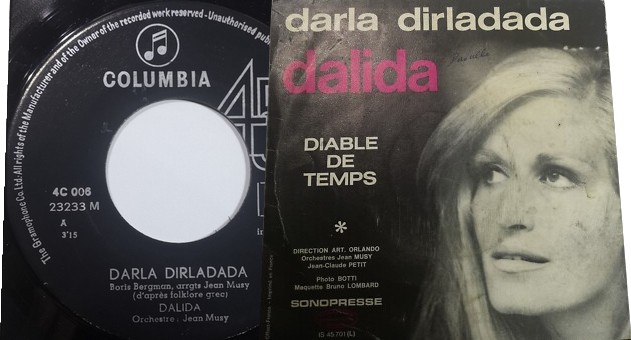 The Gramophone Co. Ltd. All rights of the Manufacturer and of the Owner of the recorded work reserved - Unauthorised
COLUMBIA
45
4C 006
23233 M
A
3'15
DARLA DIRLADADA
Boris Bergman, arrgts Jean Musy
(d'après folklore grec)
DALIDA
Orchestre: Jean Musy
darla dirladada
dalida
DIABLE
DE
TEMPS
*
DIRECTION ART. ORLANDO
Orchestres Jean MUSY
Jean-Claude PETIT
Photo BOTTI
Maquette Bruno LOMBARD
SONOPRESSE
IS 45 701 (L)